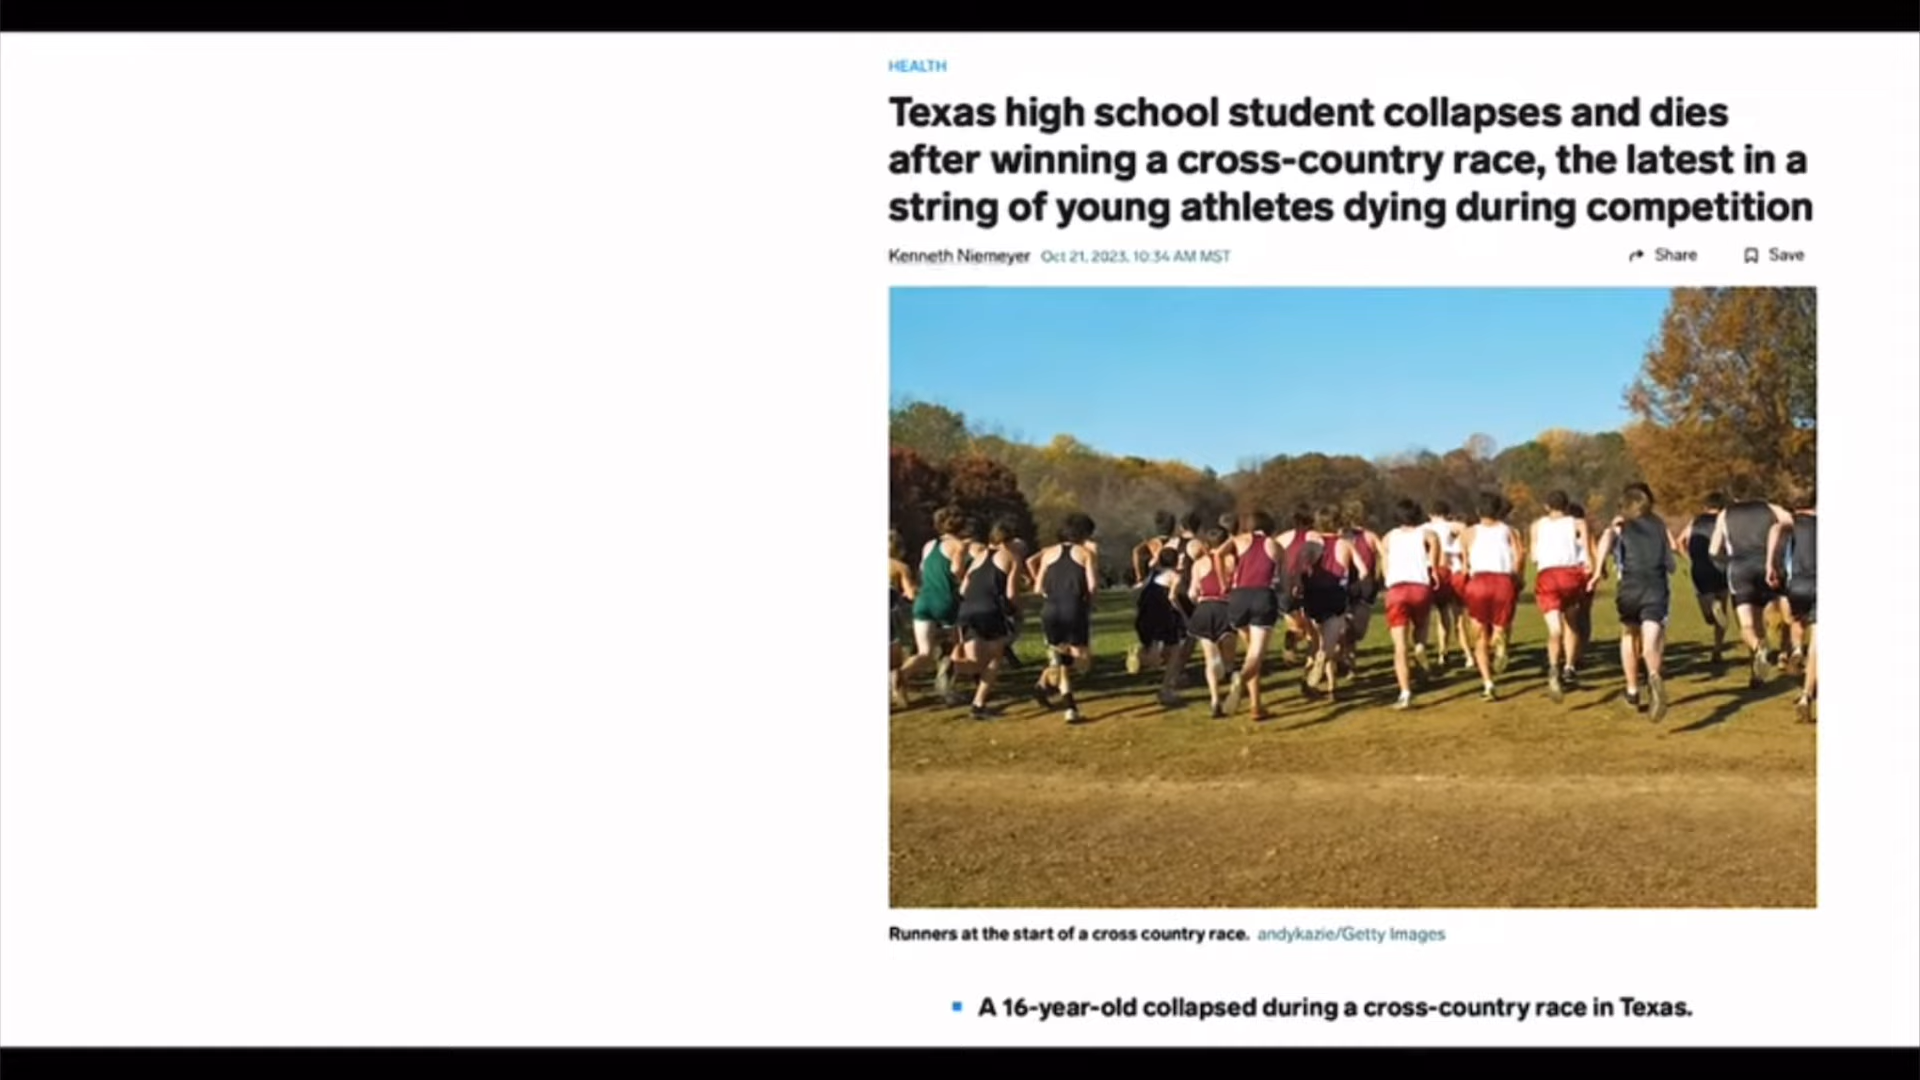 HEALTH
Texas high school student collapses and dies
after winning a cross-country race, the latest in a
string of young athletes dying during competition
Kenneth Niemeyer Oct 21, 2023, 10:34 AM MST Share Save
Runners at the start of a cross country race. andykazie/Getty Images
A 16-year-old collapsed during a cross-country race in Texas.